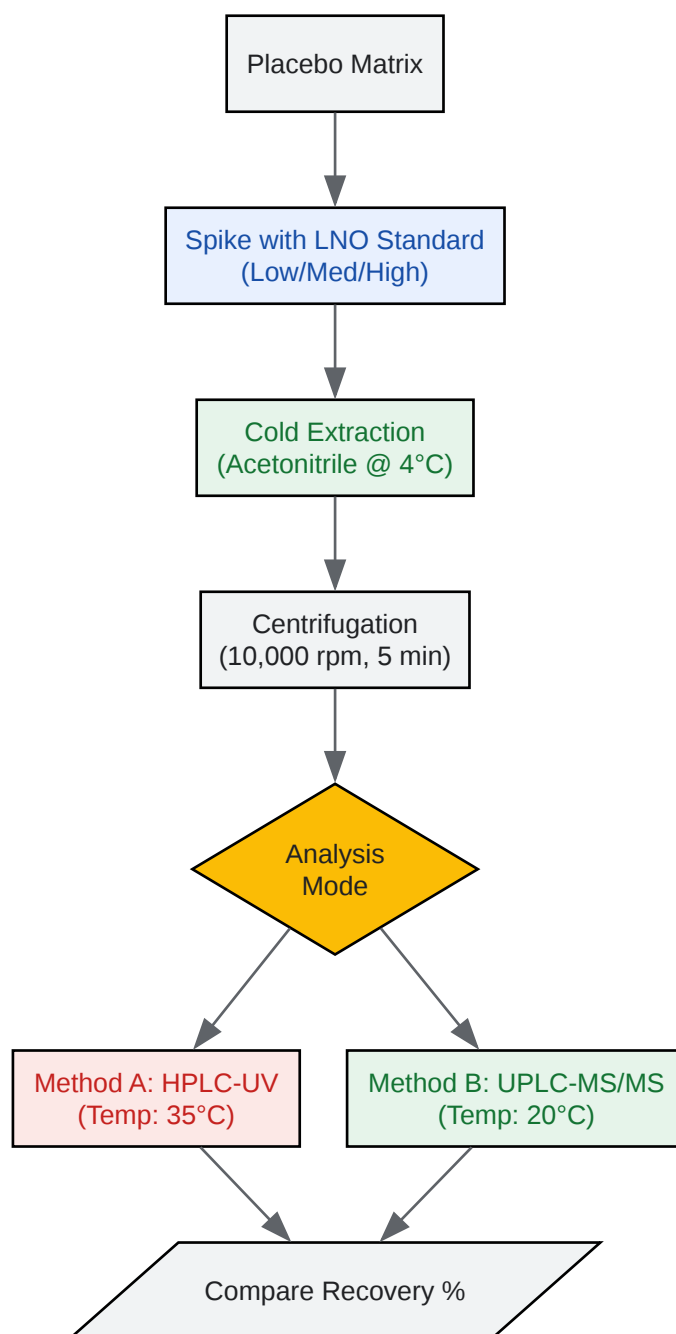 Placebo Matrix
Spike with LNO Standard
(Low/Med/High)
Cold Extraction
(Acetonitrile @ 4°C)
Centrifugation
(10,000 rpm, 5 min)
Analysis
Mode
Method A: HPLC-UV
(Temp: 35°C)
Method B: UPLC-MS/MS
(Temp: 20°C)
Compare Recovery %